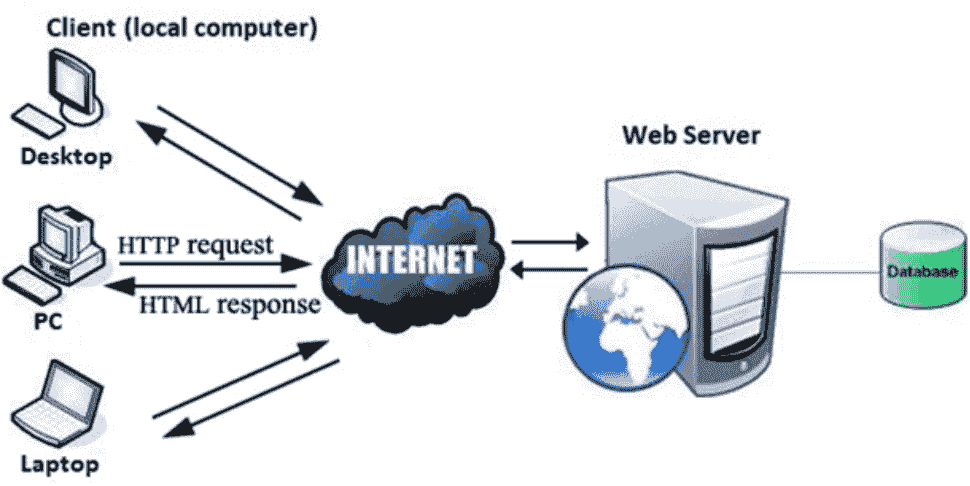 Client (local computer)
Desktop
Web Server
HTTP request
INTERNET
HTML response
Database
PC
Laptop